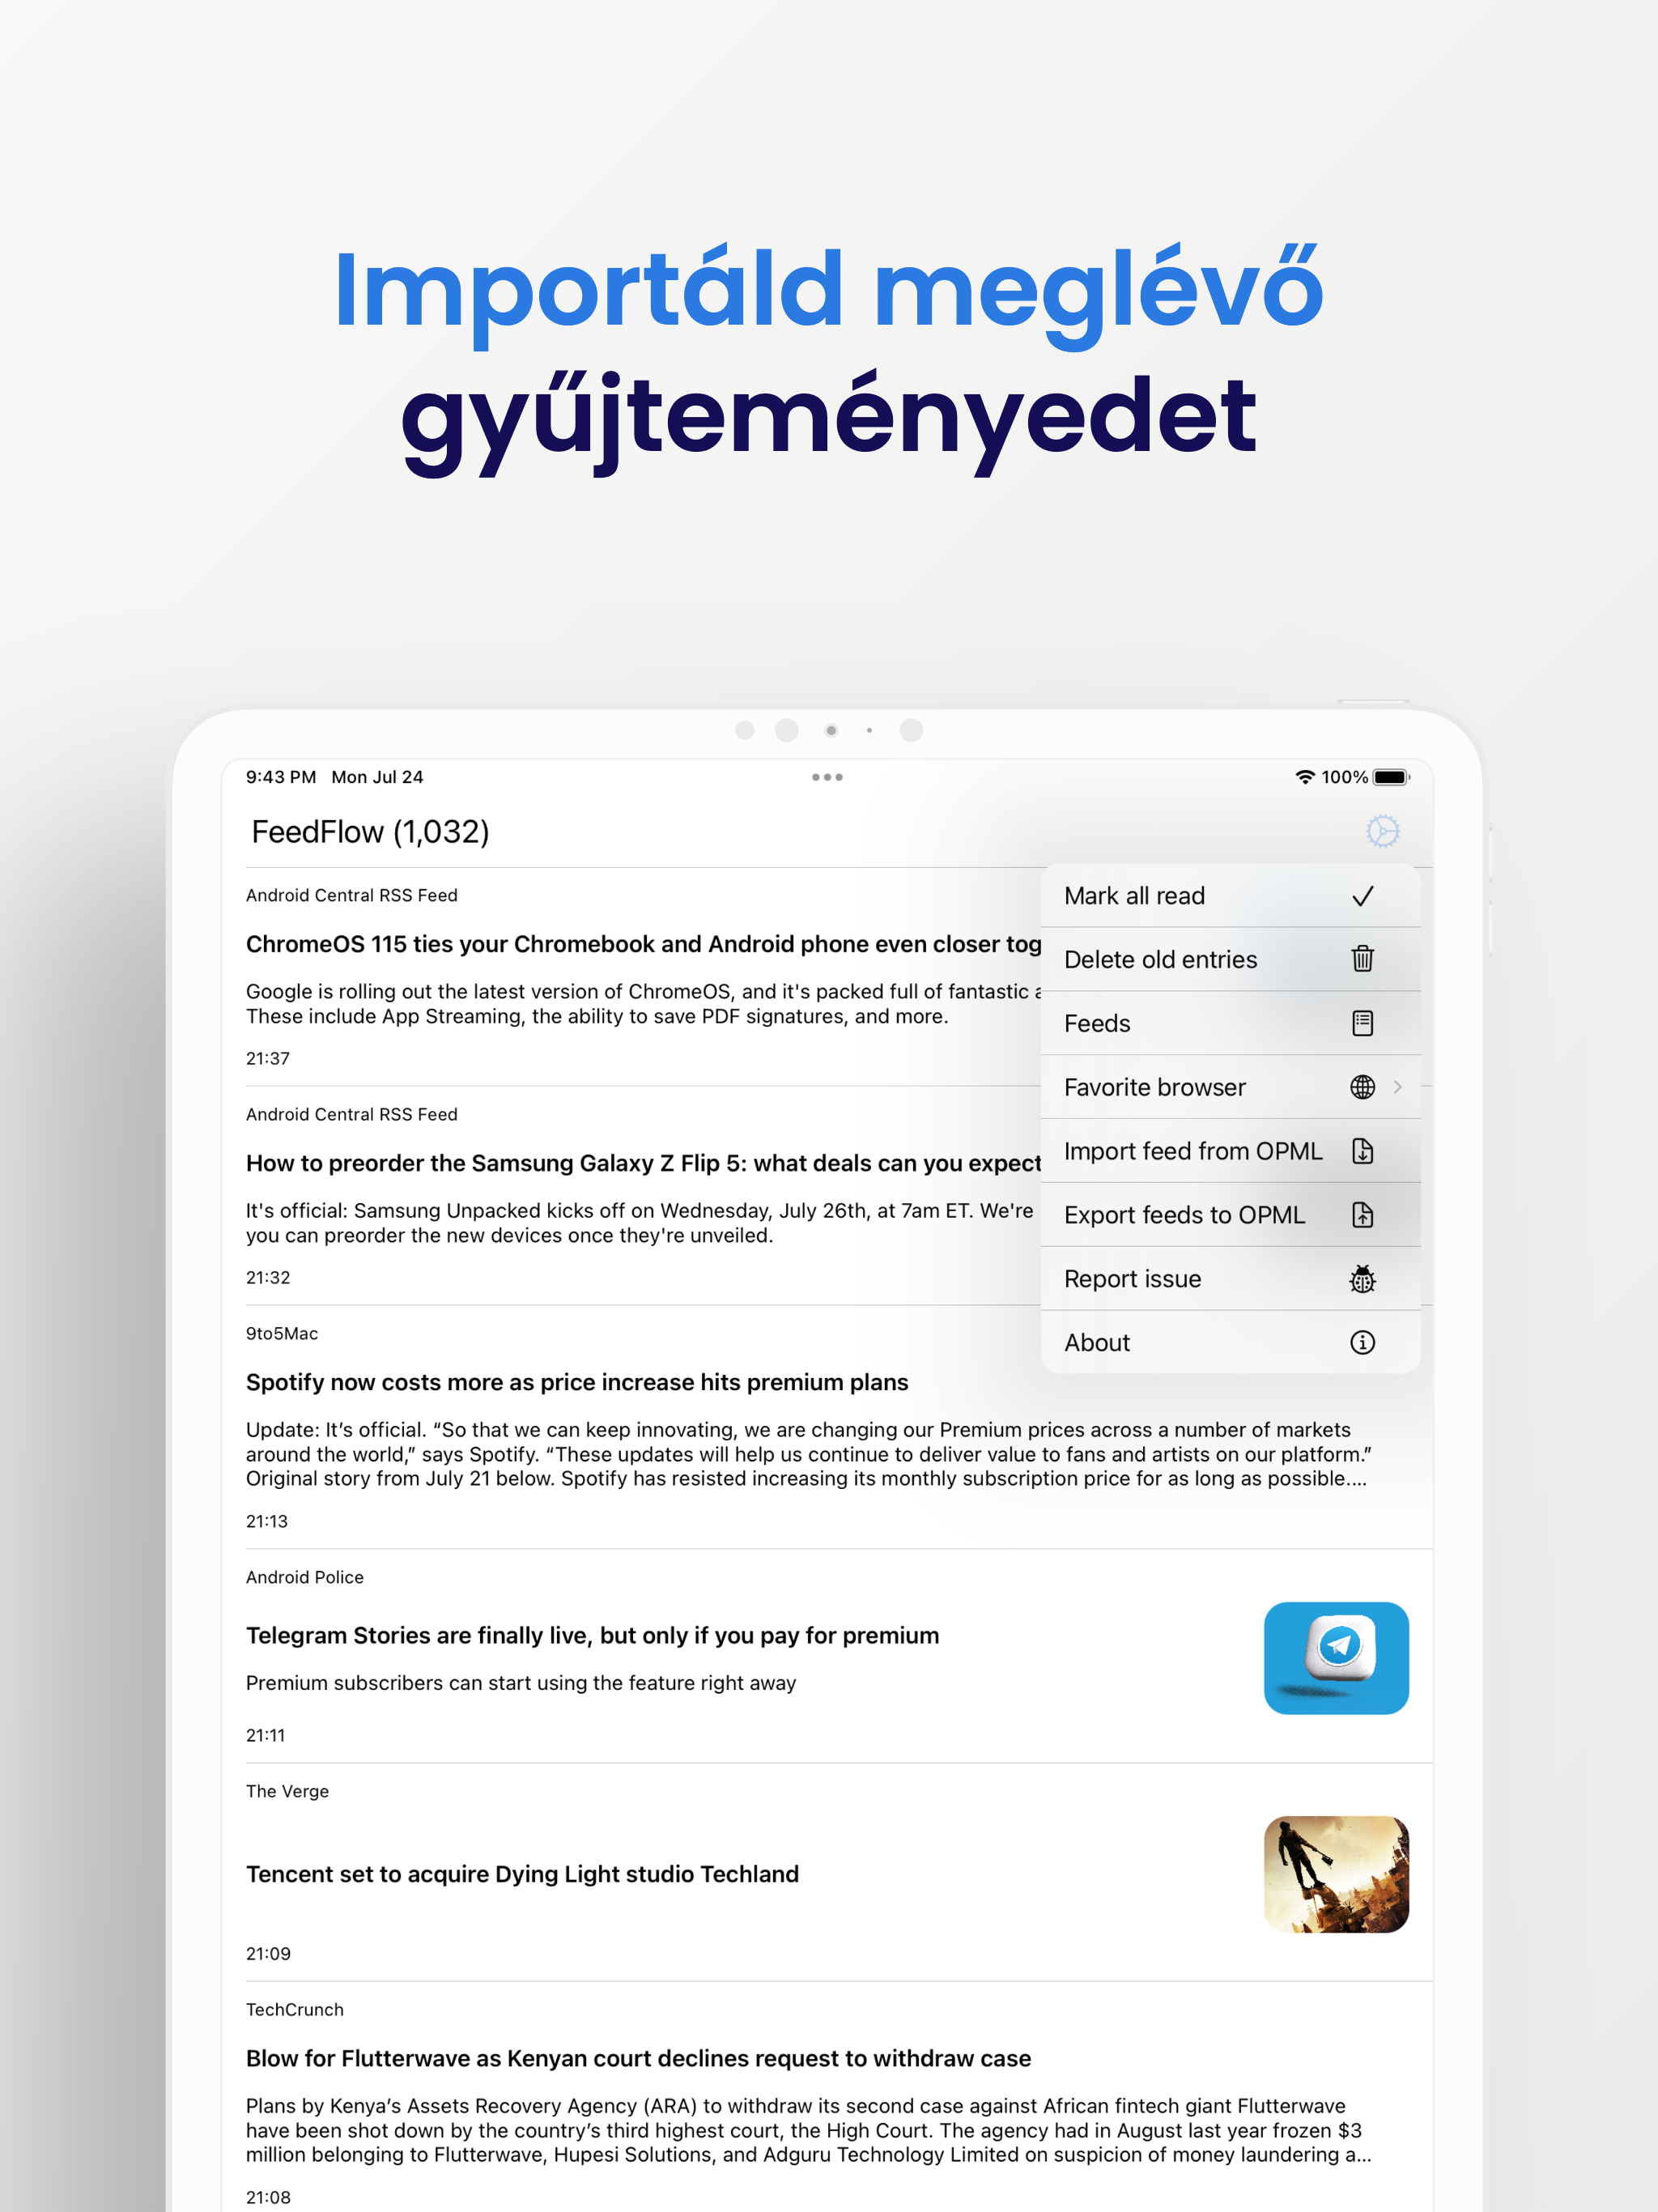 Importáld meglévő
gyűjteményedet
9:43 PM Mon Jul 24
100%
FeedFlow (1,032)
Mark all read
Delete old entries
Feeds
Favorite browser
Import feed from OPML
Export feeds to OPML
Report issue
About
Android Central RSS Feed
ChromeOS 115 ties your Chromebook and Android phone even closer tog
Google is rolling out the latest version of ChromeOS, and it's packed full of fantastic
These include App Streaming, the ability to save PDF signatures, and more.
21:37
Android Central RSS Feed
How to preorder the Samsung Galaxy Z Flip 5: what deals can you expect
It's official: Samsung Unpacked kicks off on Wednesday, July 26th, at 7am ET. We're
you can preorder the new devices once they're unveiled.
21:32
9to5Mac
Spotify now costs more as price increase hits premium plans
Update: It’s official. “So that we can keep innovating, we are changing our Premium prices across a number of markets
around the world,” says Spotify. “These updates will help us continue to deliver value to fans and artists on our platform.”
Original story from July 21 below. Spotify has resisted increasing its monthly subscription price for as long as possible....
21:13
Android Police
Telegram Stories are finally live, but only if you pay for premium
Premium subscribers can start using the feature right away
21:11
The Verge
Tencent set to acquire Dying Light studio Techland
21:09
TechCrunch
Blow for Flutterwave as Kenyan court declines request to withdraw case
Plans by Kenya’s Assets Recovery Agency (ARA) to withdraw its second case against African fintech giant Flutterwave
have been shot down by the country’s third highest court, the High Court. The agency had in August last year frozen $3
million belonging to Flutterwave, Hupesi Solutions, and Adguru Technology Limited on suspicion of money laundering a...
21:08